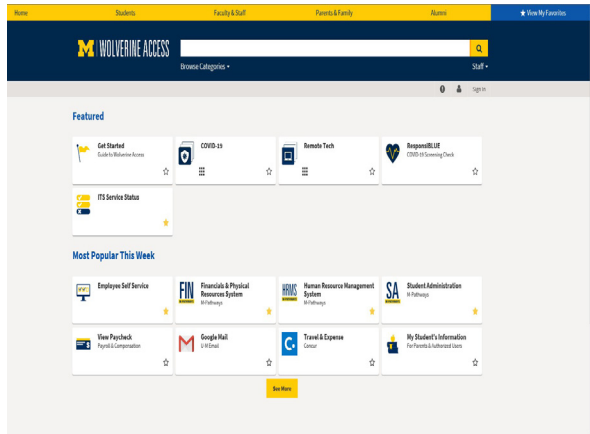 Home Students Faculty & Staff Parents & Family Alumni ★ View My Favorites
M WOLVERINE ACCESS
Browse Categories Staff
Sign In
Featured
Get Started
Guide to Wolverine Access
COVID-19
Remote Tech
ResponsiBLUE
COVID-19 Screening Check
ITS Service Status
Most Popular This Week
Employee Self Service
FIN
Financials & Physical
Resources System
M-Pathways
HRMS
Human Resource Management
System
M-Pathways
SA
Student Administration
M-Pathways
View Paycheck
Payroll & Compensation
Google Mail
U-M Email
C.
Travel & Expense
Concur
My Student's Information
For Parents & Authorized Users
See More